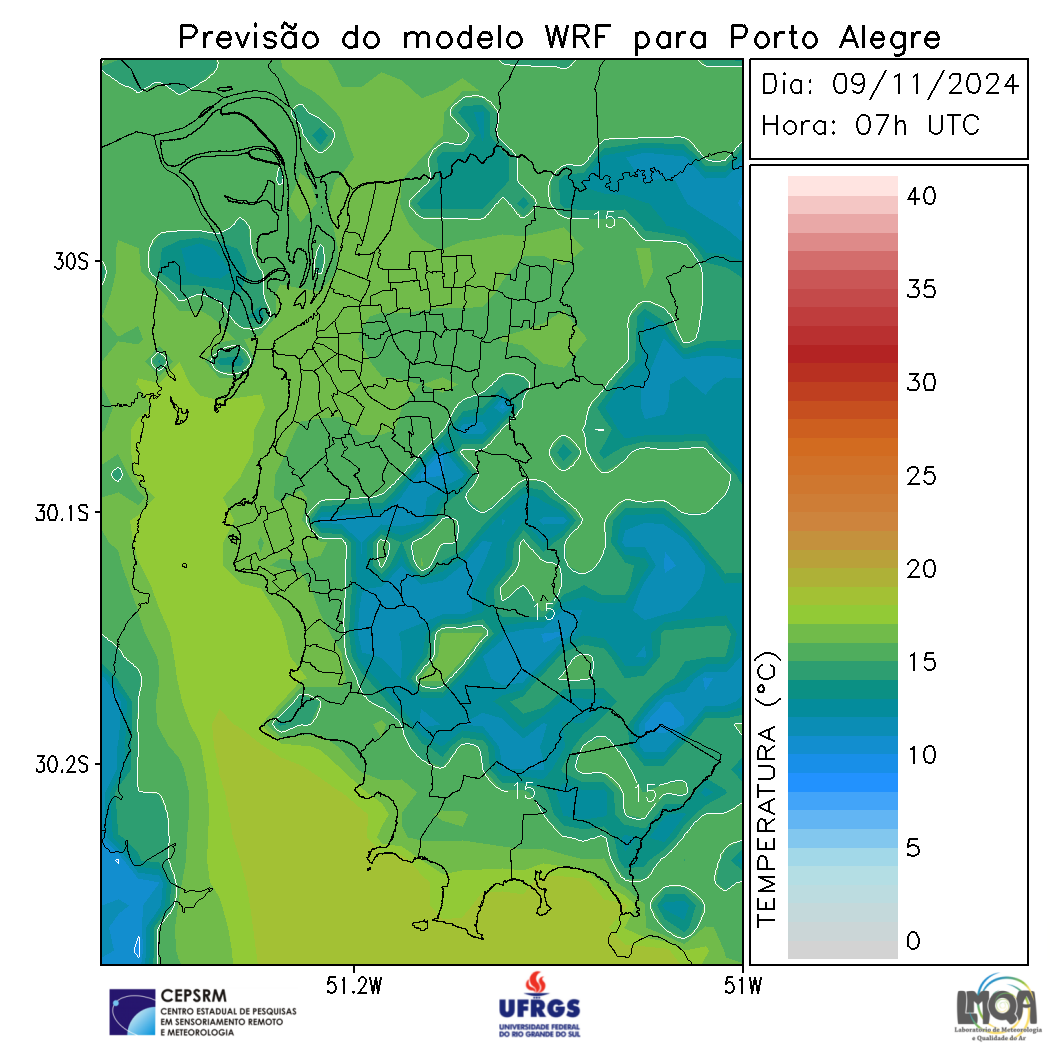 Previsão do modelo WRF para Porto Alegre
Dia: 09/11/2024
Hora: 07h UTC
40
35
30
25
20
15
10
5
0
TEMPERATURA (°C)
30S
30.1S
30.2S
51.2W
51W
15
15
15
15
CEPSRM
CENTRO ESTADUAL DE PESQUISAS
EM SENSORIAMENTO REMOTO
E METEOROLOGIA
UFRGS
UNIVERSIDADE FEDERAL
DO RIO GRANDE DO SUL
LMQA
Laboratório de Meteorologia
e Qualidade do Ar